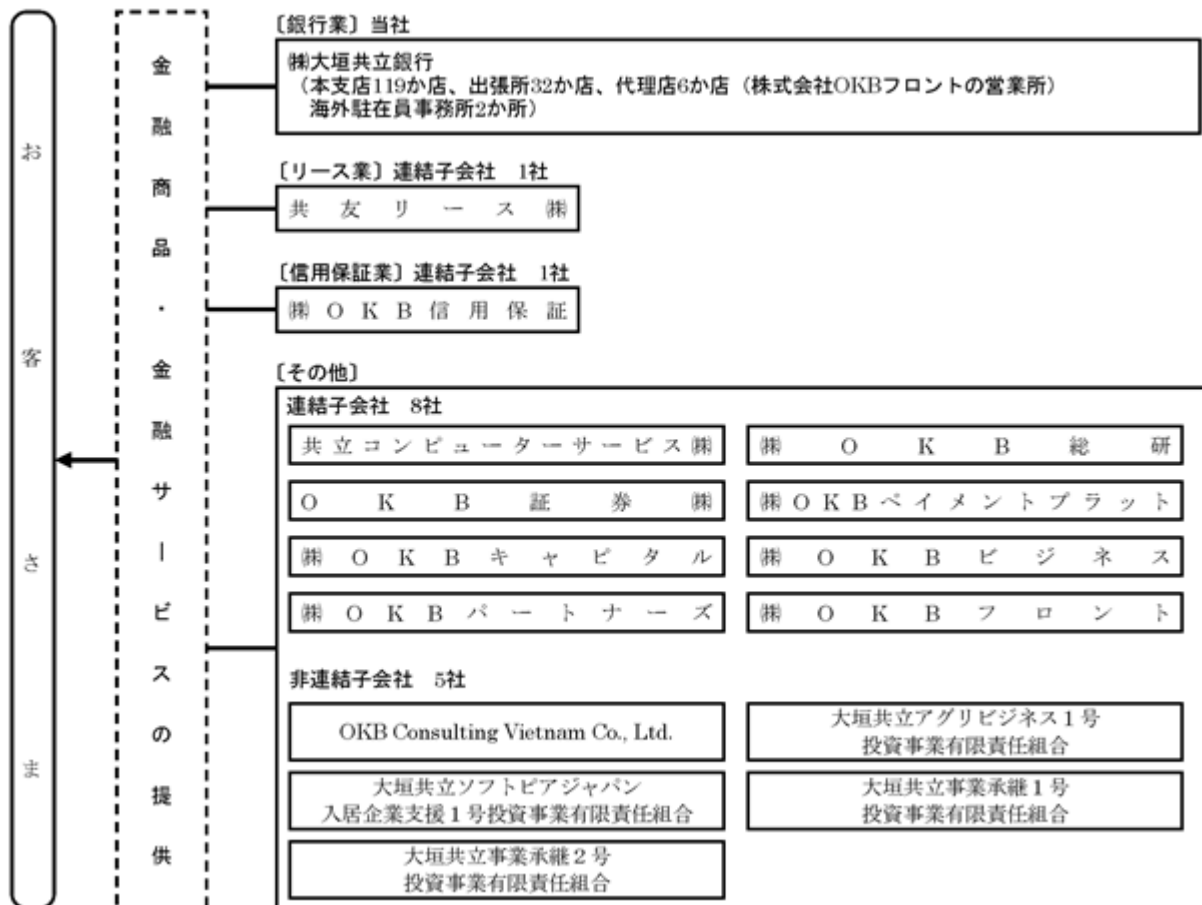 お客さま
金融商品・金融サービスの提供
〔銀行業〕当社
㈱大垣共立銀行
（本支店119か店、出張所32か店、代理店6か店（株式会社OKBフロントの営業所）
海外駐在員事務所2か所）
〔リース業〕連結子会社　1社
共友リース㈱
〔信用保証業〕連結子会社　1社
㈱OKB信用保証
〔その他〕
連結子会社　8社
共立コンピューターサービス㈱
㈱OKB総研
OKB証券㈱
㈱OKBペイメントプラット
㈱OKBキャピタル
㈱OKBビジネス
㈱OKBパートナーズ
㈱OKBフロント
非連結子会社　5社
OKB Consulting Vietnam Co., Ltd.
大垣共立アグリビジネス１号
投資事業有限責任組合
大垣共立ソフトピアジャパン
入居企業支援１号投資事業有限責任組合
大垣共立事業承継１号
投資事業有限責任組合
大垣共立事業承継２号
投資事業有限責任組合